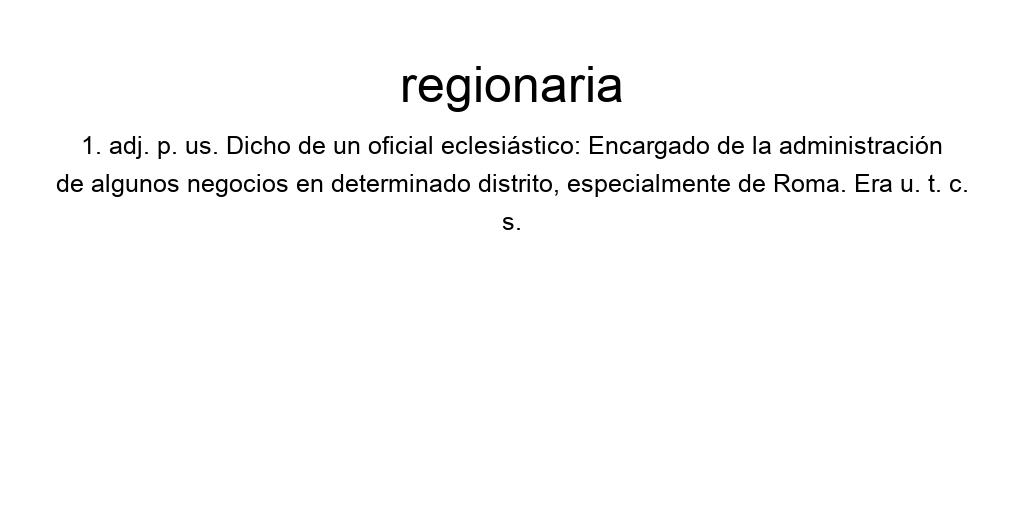 regionaria
1. adj. p. us. Dicho de un oficial eclesiástico: Encargado de la administración
de algunos negocios en determinado distrito, especialmente de Roma. Era u. t. c.
s.